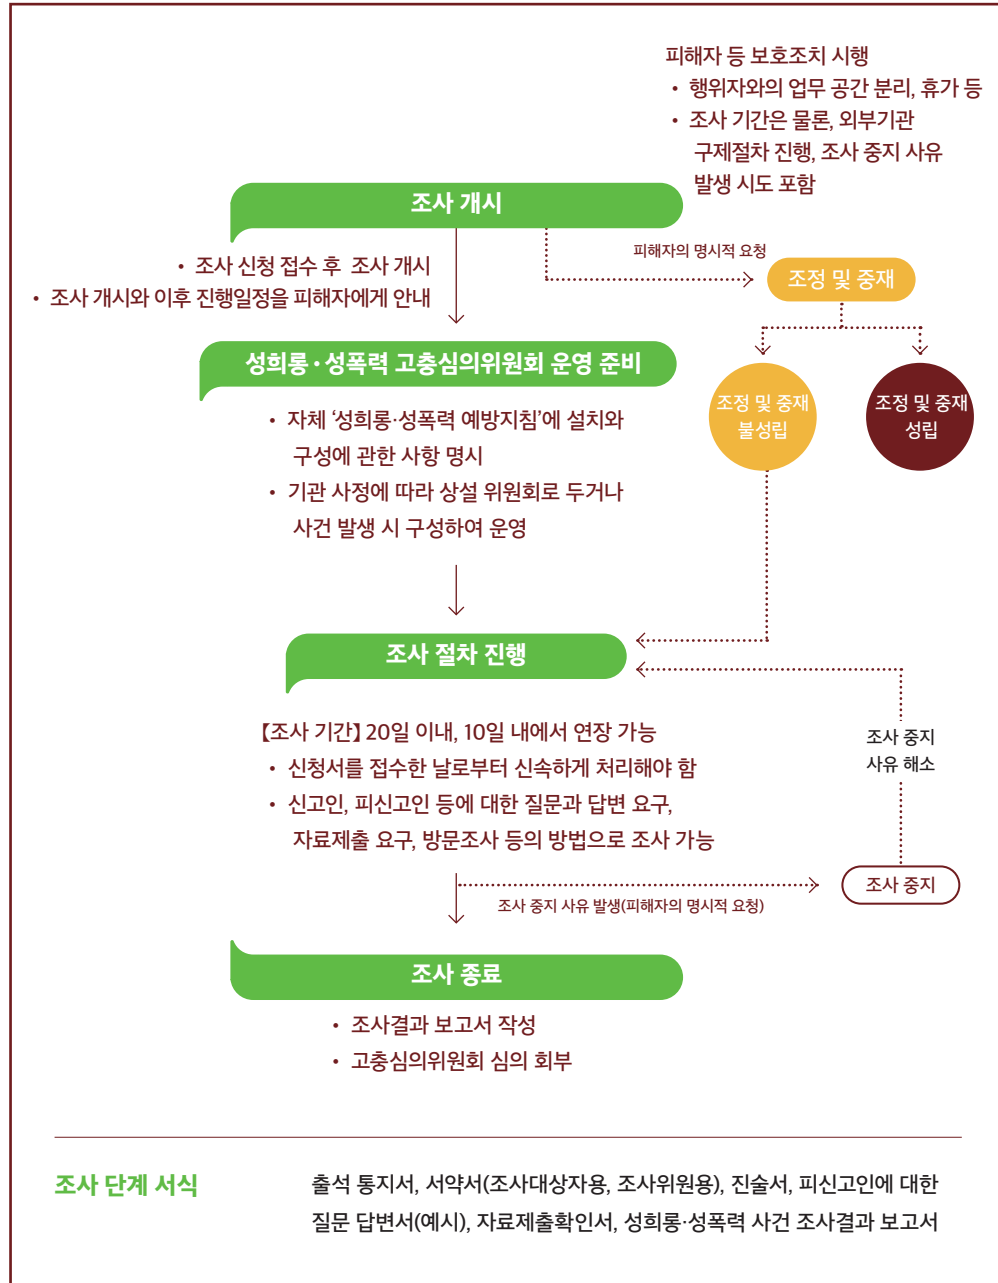 피해자 등 보호조치 시행
• 행위자와의 업무 공간 분리, 휴가 등
• 조사 기간은 물론, 외부기관
구제절차 진행, 조사 중지 사유
발생 시도 포함
조사 개시
• 조사 신청 접수 후 조사 개시
• 조사 개시와 이후 진행일정을 피해자에게 안내
피해자의 명시적 요청
조정 및 중재
성희롱·성폭력 고충심의위원회 운영 준비
• 자체 ‘성희롱·성폭력 예방지침’에 설치와
구성에 관한 사항 명시
• 기관 사정에 따라 상설 위원회로 두거나
사건 발생 시 구성하여 운영
조정 및 중재
불성립
조정 및 중재
성립
조사 절차 진행
【조사 기간】 20일 이내, 10일 내에서 연장 가능
• 신청서를 접수한 날로부터 신속하게 처리해야 함
• 신고인, 피신고인 등에 대한 질문과 답변 요구,
자료제출 요구, 방문조사 등의 방법으로 조사 가능
조사 중지
사유 해소
조사 중지
조사 중지 사유 발생(피해자의 명시적 요청)
조사 종료
• 조사결과 보고서 작성
• 고충심의위원회 심의 회부
조사 단계 서식
출석 통지서, 서약서(조사대상자용, 조사위원용), 진술서, 피신고인에 대한
질문 답변서(예시), 자료제출확인서, 성희롱·성폭력 사건 조사결과 보고서